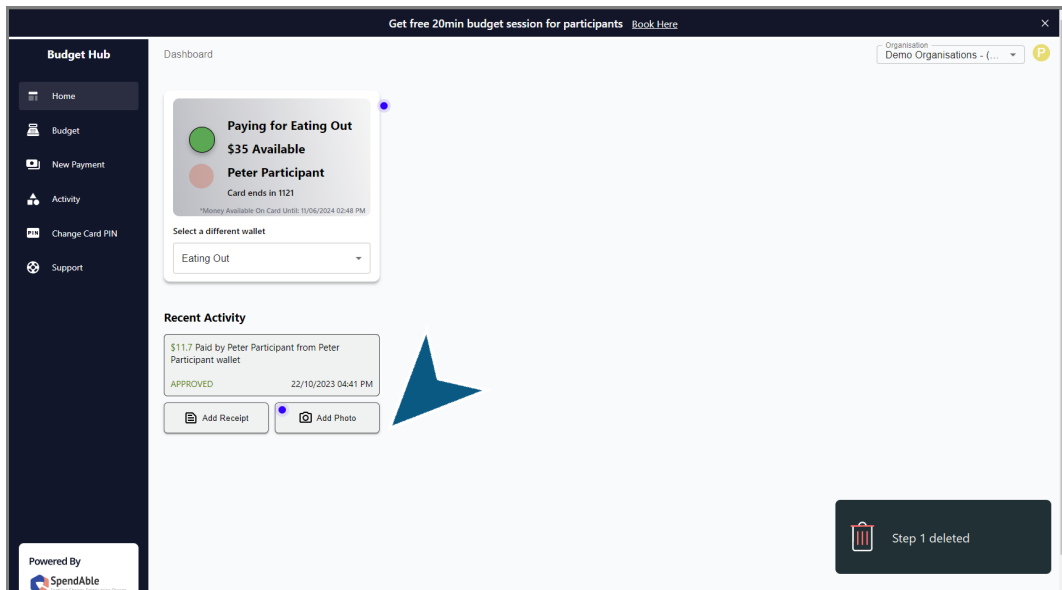 Get free 20min budget session for participants Book Here
Budget Hub
Dashboard
Organisation
Demo Organisations - (...
P
Home
Budget
New Payment
Activity
PIN Change Card PIN
Support
Paying for Eating Out
$35 Available
Peter Participant
Card ends in 1121
*Money Available On Card Until: 11/06/2024 02:48 PM
Select a different wallet
Eating Out
Recent Activity
$11.7 Paid by Peter Participant from Peter
Participant wallet
APPROVED 22/10/2023 04:41 PM
Add Receipt
Add Photo
Step 1 deleted
Powered By
SpendAble